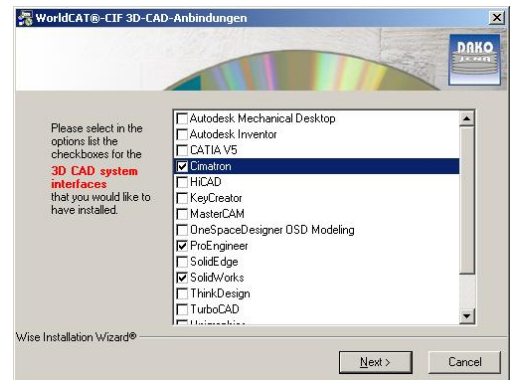 WorldCAT®-CIF 3D-CAD-Anbindungen
DAKO
Please select in the
options list the
checkboxes for the
3D CAD system
interfaces
that you would like to
have installed.
Autodesk Mechanical Desktop
Autodesk Inventor
CATIA V5
Cimatron
HiCAD
KeyCreator
MasterCAM
OneSpaceDesigner OSD Modeling
ProEngineer
SolidEdge
SolidWorks
ThinkDesign
TurboCAD
Wise Installation Wizard®
Next >
Cancel